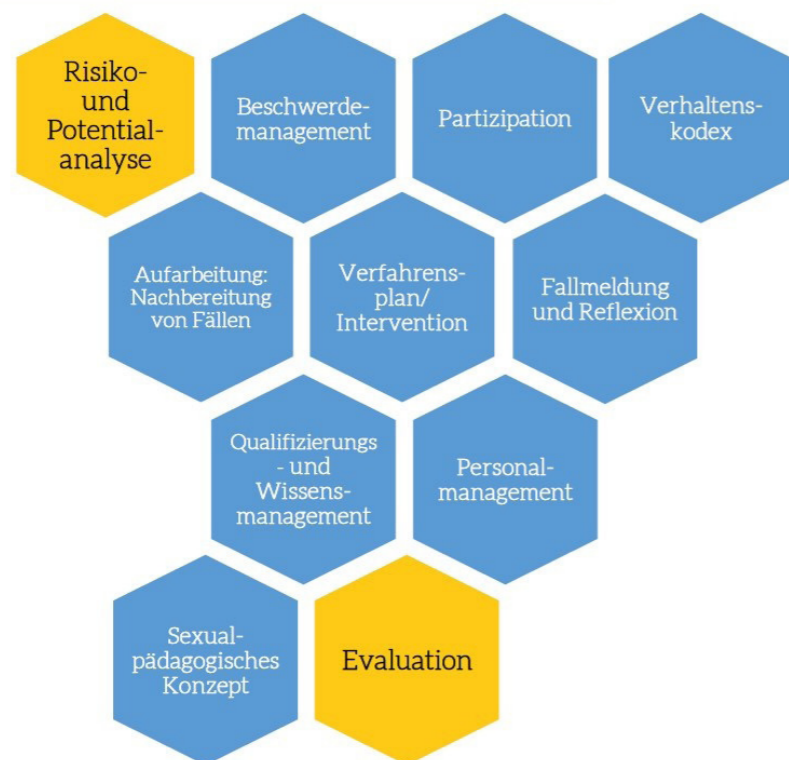 Risiko-
und
Potential-
analyse
Beschwerde-
management
Partizipation
Verhaltens-
kodex
Aufarbeitung:
Nachbereitung
von Fällen
Verfahrens-
plan/
Intervention
Fallmeldung
und Reflexion
Qualifizierungs
- und
Wissens-
management
Personal-
management
Sexual-
pädagogisches
Konzept
Evaluation